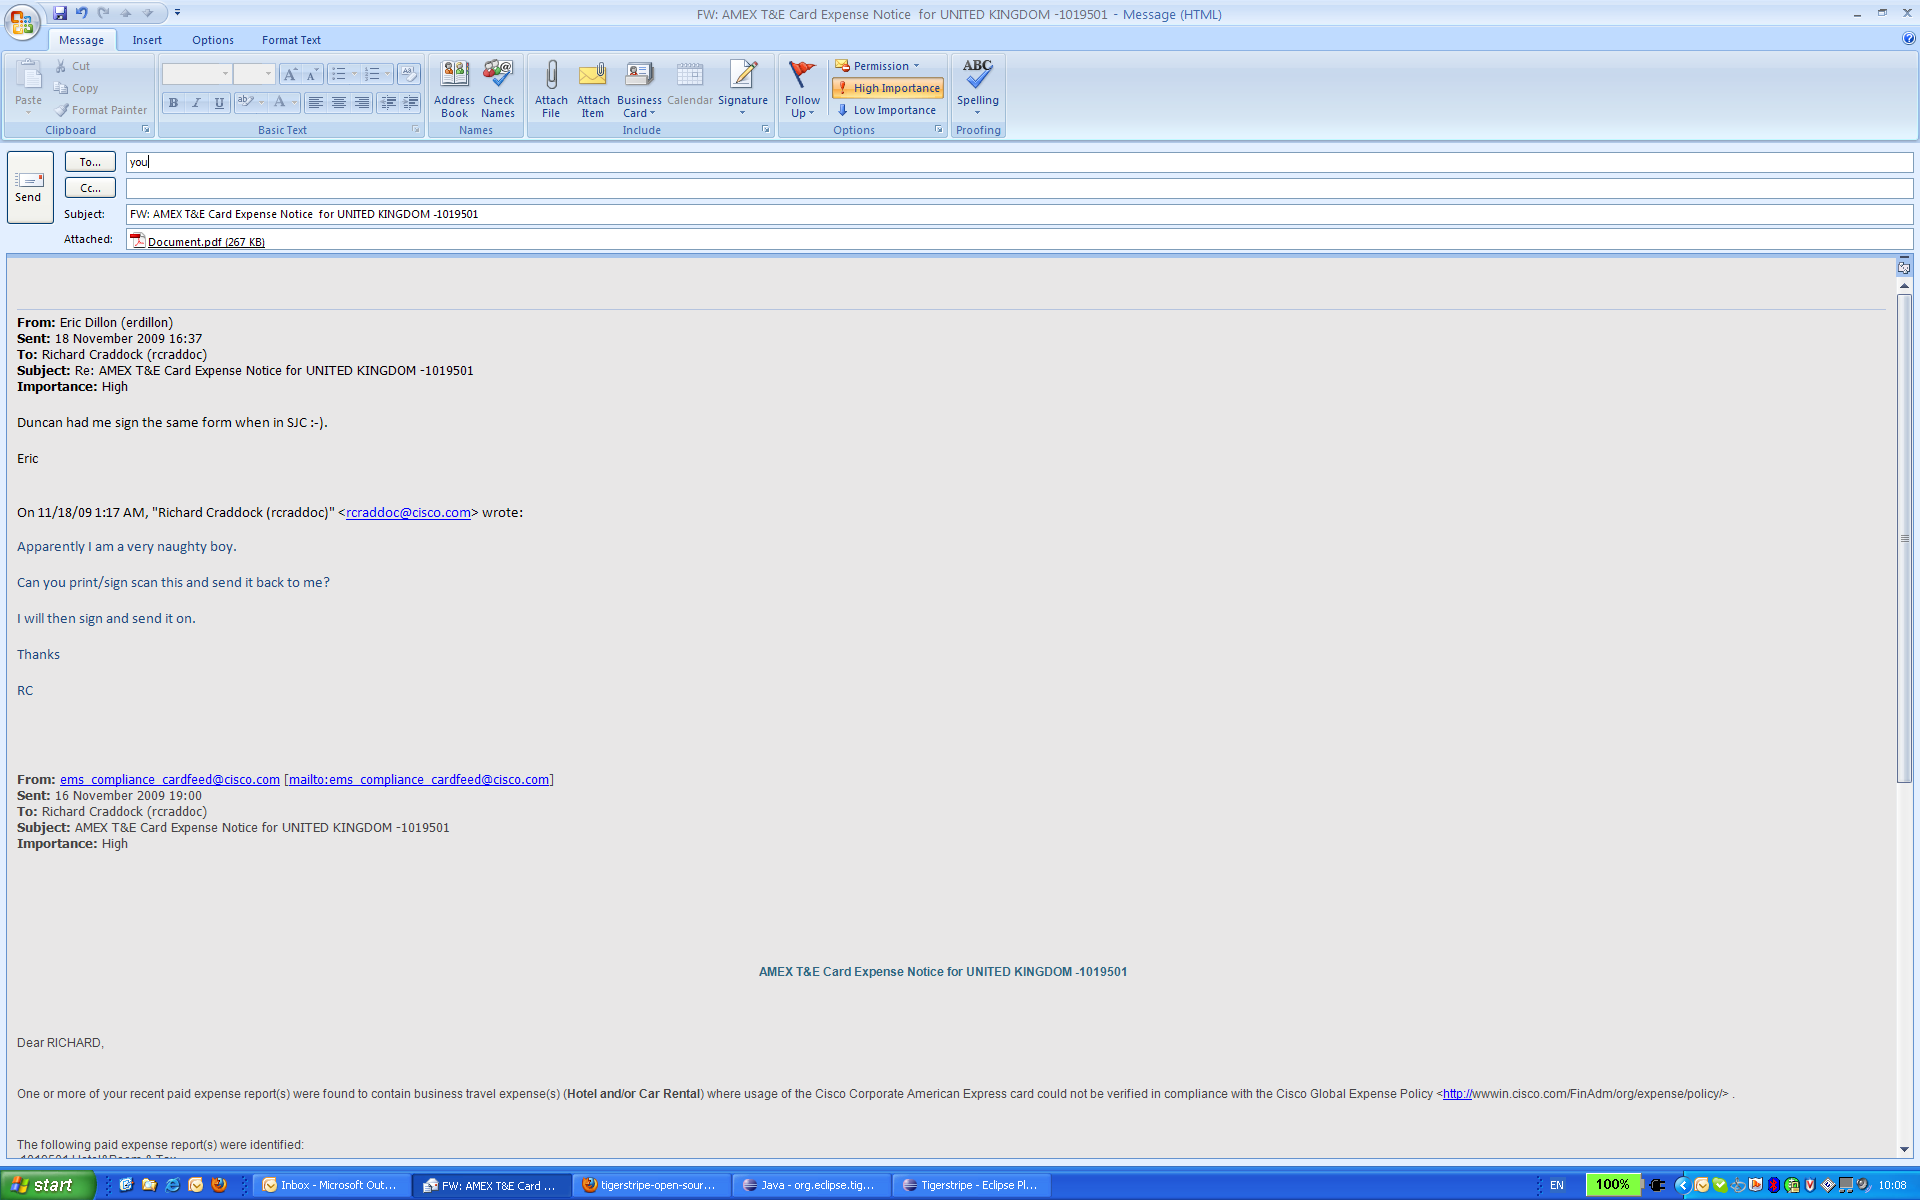 FW: AMEX T&E Card Expense Notice  for UNITED KINGDOM -1019501 - Message (HTML)
Message Insert Options Format Text
Paste
Cut
Copy
Format Painter
Clipboard
B I U
Basic Text
Address Book
Check Names
Names
Attach File
Attach Item
Business Card
Calendar
Signature
Include
Follow Up
Permission
High Importance
Low Importance
Options
ABC
Spelling
Proofing
Send
To... you
Cc...
Subject: FW: AMEX T&E Card Expense Notice  for UNITED KINGDOM -1019501
Attached: Document.pdf (267 KB)
From: Eric Dillon (erdillon)
Sent: 18 November 2009 16:37
To: Richard Craddock (rcraddoc)
Subject: Re: AMEX T&E Card Expense Notice for UNITED KINGDOM -1019501
Importance: High
Duncan had me sign the same form when in SJC :-).
Eric
On 11/18/09 1:17 AM, "Richard Craddock (rcraddoc)" <rcraddoc@cisco.com> wrote:
Apparently I am a very naughty boy.
Can you print/sign scan this and send it back to me?
I will then sign and send it on.
Thanks
RC
From: ems_compliance_cardfeed@cisco.com [mailto:ems_compliance_cardfeed@cisco.com]
Sent: 16 November 2009 19:00
To: Richard Craddock (rcraddoc)
Subject: AMEX T&E Card Expense Notice for UNITED KINGDOM -1019501
Importance: High
AMEX T&E Card Expense Notice for UNITED KINGDOM -1019501
Dear RICHARD,
One or more of your recent paid expense report(s) were found to contain business travel expense(s) (Hotel and/or Car Rental) where usage of the Cisco Corporate American Express card could not be verified in compliance with the Cisco Global Expense Policy <http://wwwin.cisco.com/FinAdm/org/expense/policy/> .
The following paid expense report(s) were identified:
start
Inbox - Microsoft Out...
FW: AMEX T&E Card ...
tigerstripe-open-sour...
Java - org.eclipse.tig...
Tigerstripe - Eclipse Pl...
EN
100%
10:08